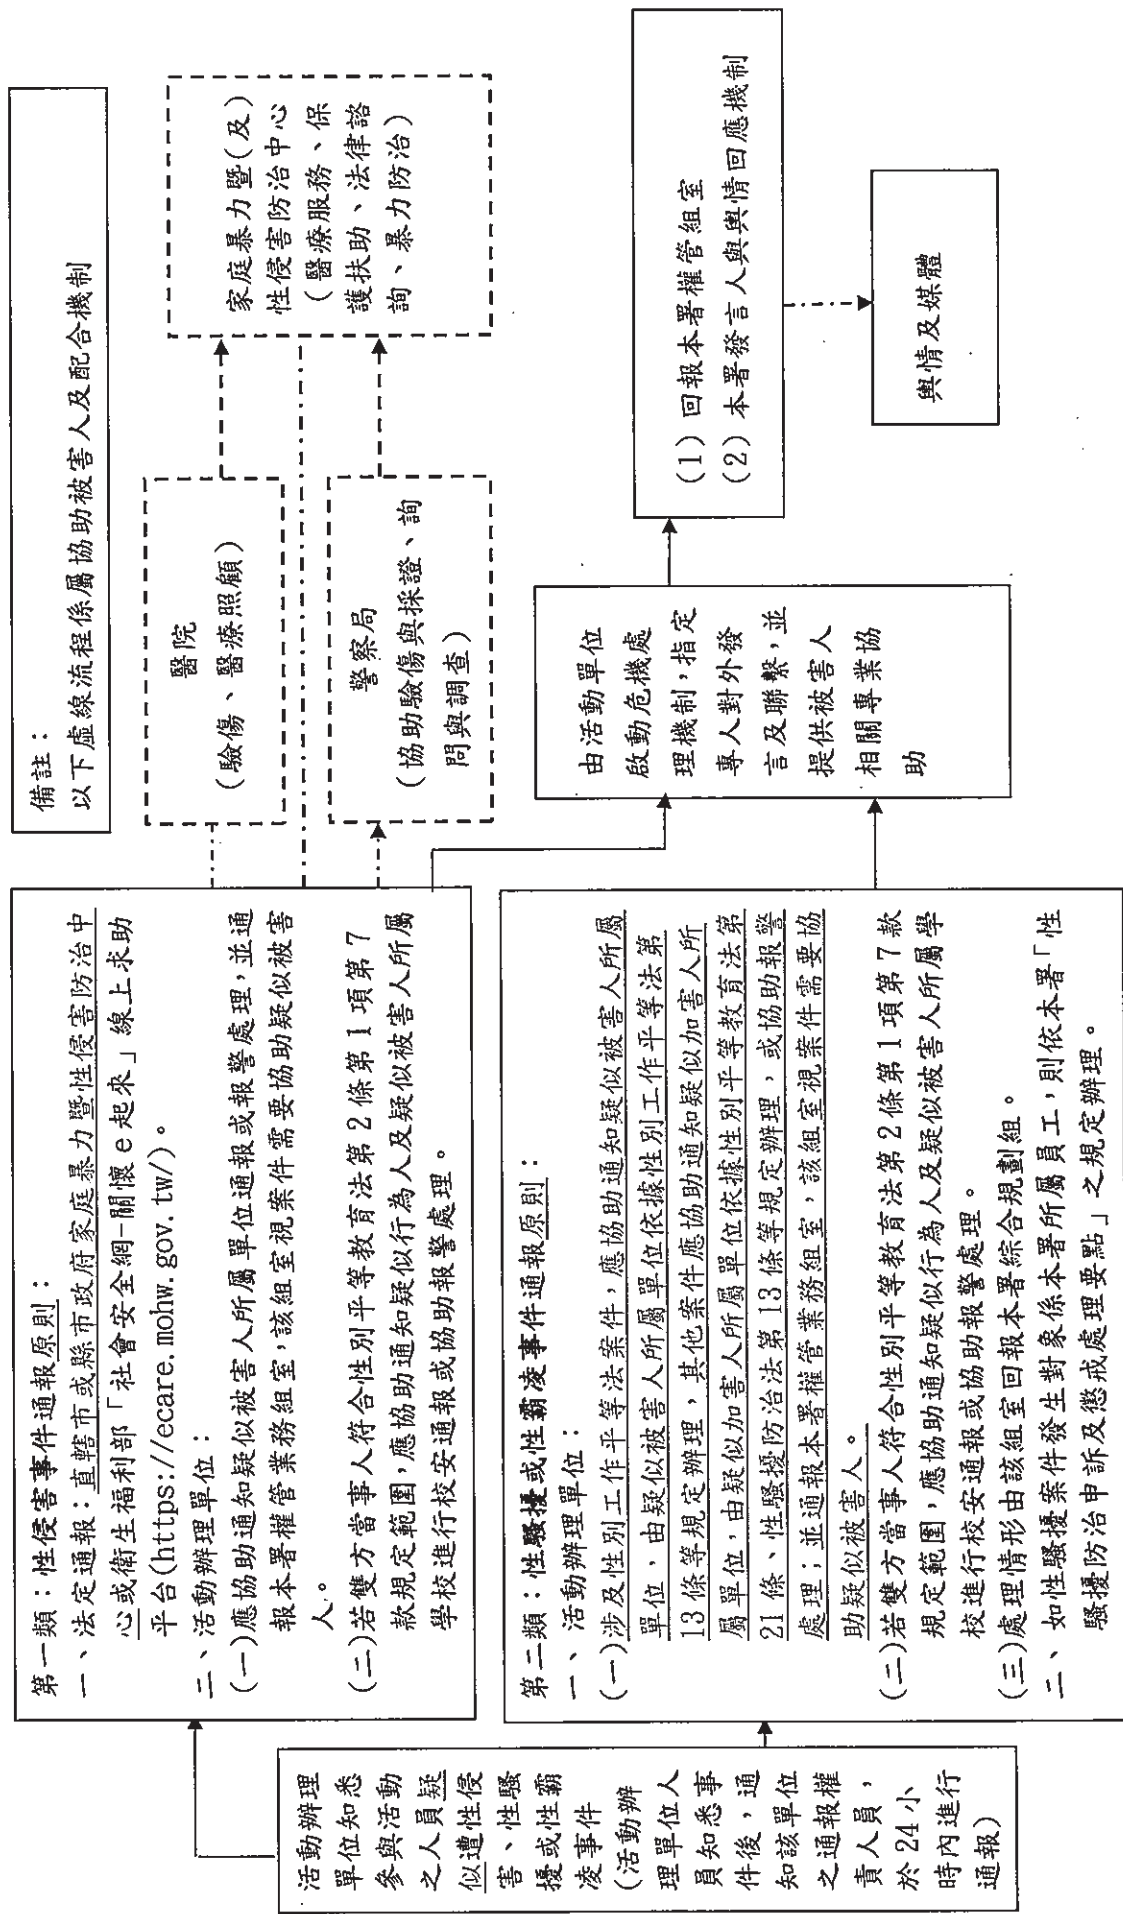 備註：
以下虛線流程係屬協助被害人及配合機制
活動辦理
單位知悉
參與活動
之人員疑
似遭性侵
害、性騷
擾或性霸
凌事件
(活動辦
理單位人
員知悉事
件後，通
知該單位
之通報權
責人員，
於 24 小
時內進行
通報)
第一類：性侵害事件通報原則：
一、法定通報：直轄市或縣市政府家庭暴力暨性侵害防治中
心或衛生福利部「社會安全網-關懷 e 起來」線上求助
平台(https://ecare.mohw.gov.tw/)。
二、活動辦理單位：
(一)應協助通知疑似被害人所屬單位通報或報警處理，並通
報本署權管業務組室，該組室視案件需要協助疑似被害
人。
(二)若雙方當事人符合性別平等教育法第 2 條第 1 項第 7
款規定範圍，應協助通知疑似行為人及疑似被害人所屬
學校進行校安通報或協助報警處理。
第二類：性騷擾或性霸凌事件通報原則：
一、活動辦理單位：
(一)涉及性別工作平等法案件，應協助通知疑似被害人所屬
單位，由疑似被害人所屬單位依據性別工作平等法第
13 條等規定辦理，其他案件應協助通知疑似加害人所
屬單位，由疑似加害人所屬單位依據性別平等教育法第
21 條、性騷擾防治法第 13 條等規定辦理，或協助報警
處理；並通報本署權管業務組室，該組室視案件需要協
助疑似被害人。
(二)若雙方當事人符合性別平等教育法第 2 條第 1 項第 7 款
規定範圍，應協助通知疑似行為人及疑似被害人所屬學
校進行校安通報或協助報警處理。
(三)處理情形由該組室回報本署綜合規劃組。
二、如性騷擾案件發生對象係本署所屬員工，則依本署「性
騷擾防治申訴及懲戒處理要點」之規定辦理。
醫院
(驗傷、醫療照顧)
警察局
(協助驗傷與採證、詢
問與調查)
家庭暴力暨(及)
性侵害防治中心
(醫療服務、保
護扶助、法律諮
詢、暴力防治)
由活動單位
啟動危機處
理機制，指定
專人對外發
言及聯繫，並
提供被害人
相關專業協
助
(1) 回報本署權管組室
(2) 本署發言人與輿情回應機制
輿情及媒體